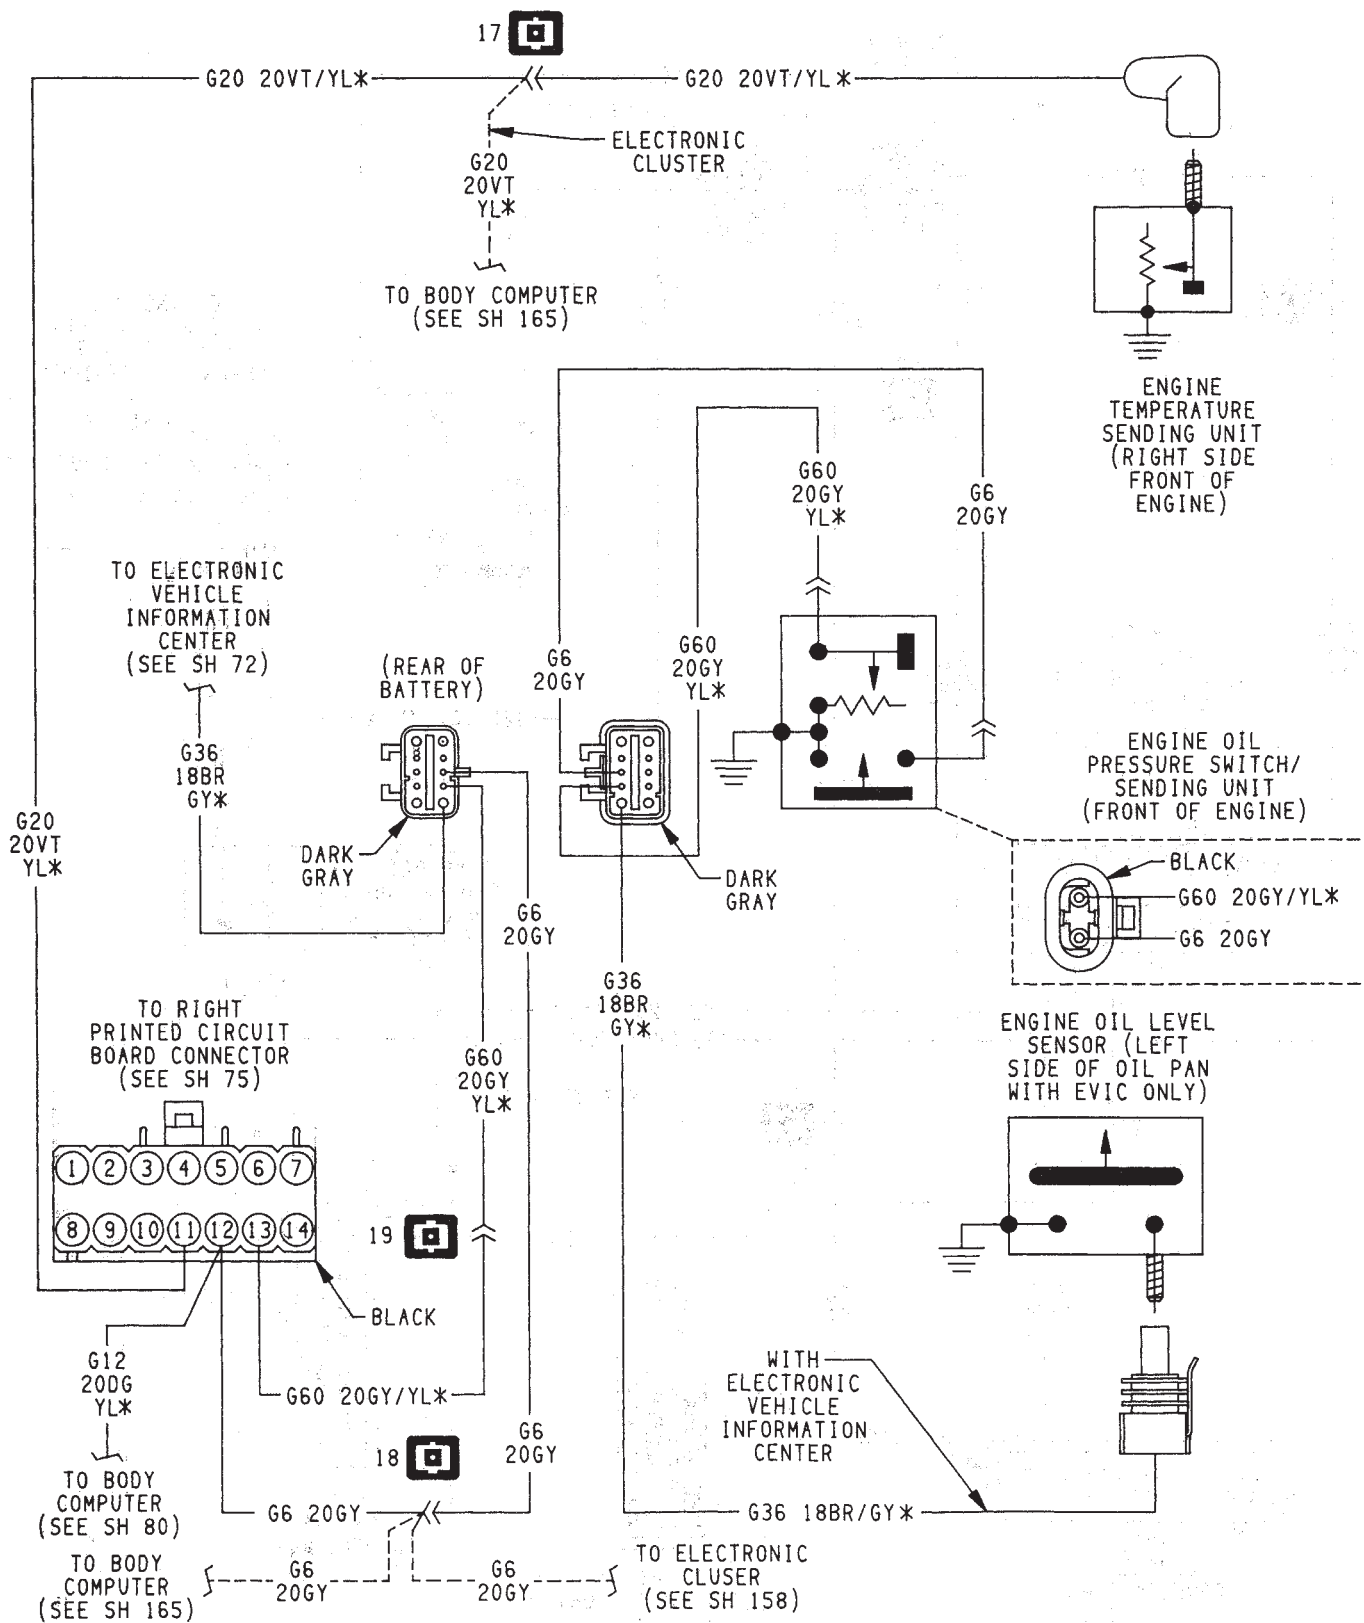 17
G20 20VT/YL*
G20 20VT/YL*
ELECTRONIC
CLUSTER
G20
20VT
YL*
TO BODY COMPUTER
(SEE SH 165)
ENGINE
TEMPERATURE
SENDING UNIT
(RIGHT SIDE
FRONT OF
ENGINE)
G60
20GY
YL*
G6
20GY
TO ELECTRONIC
VEHICLE
INFORMATION
CENTER
(SEE SH 72)
(REAR OF
BATTERY)
G6
20GY
G60
20GY
YL*
G36
18BR
GY*
ENGINE OIL
PRESSURE SWITCH/
SENDING UNIT
(FRONT OF ENGINE)
G20
20VT
YL*
DARK
GRAY
DARK
GRAY
BLACK
G60 20GY/YL*
G6 20GY
G6
20GY
G36
18BR
GY*
TO RIGHT
PRINTED CIRCUIT
BOARD CONNECTOR
(SEE SH 75)
G60
20GY
YL*
ENGINE OIL LEVEL
SENSOR (LEFT
SIDE OF OIL PAN
WITH EVIC ONLY)
1 2 3 4 5 6 7
8 9 10 11 12 13 14
19
BLACK
G12
20DG
YL*
G60 20GY/YL*
WITH
ELECTRONIC
VEHICLE
INFORMATION
CENTER
G6
20GY
18
TO BODY
COMPUTER
(SEE SH 80)
G6 20GY
G36 18BR/GY*
TO BODY
COMPUTER
(SEE SH 165)
G6
20GY
G6
20GY
TO ELECTRONIC
CLUSER
(SEE SH 158)